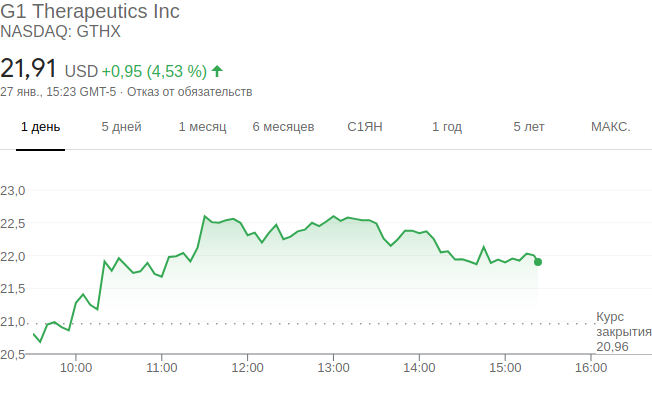 G1 Therapeutics Inc
NASDAQ: GTHX
21,91 USD +0,95 (4,53 %)
27 янв., 15:23 GMT-5 · Отказ от обязательств
1 день 5 дней 1 месяц 6 месяцев С1ЯН 1 год 5 лет МАКС.
23,0
22,5
22,0
21,5
21,0
20,5
Курс
закрытия
20,96
10:00 11:00 12:00 13:00 14:00 15:00 16:00